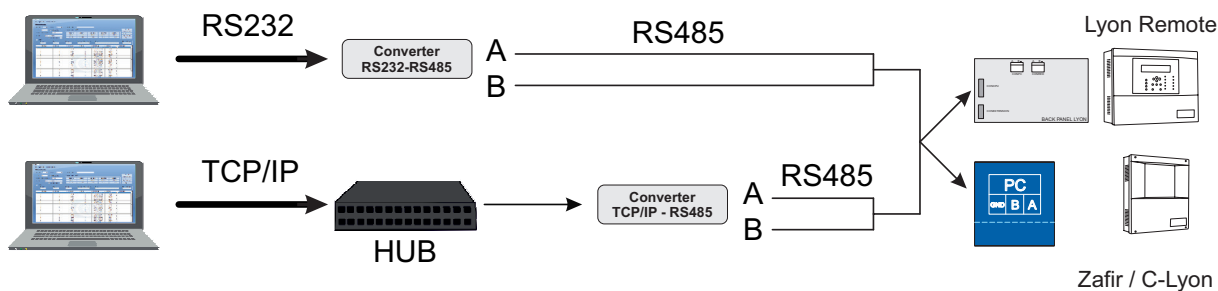 RS232
Converter
RS232-RS485
A
B
RS485
Lyon Remote
BACK PANEL LYON
TCP/IP
HUB
Converter
TCP/IP - RS485
A
B
RS485
PC
GND B A
Zafir / C-Lyon